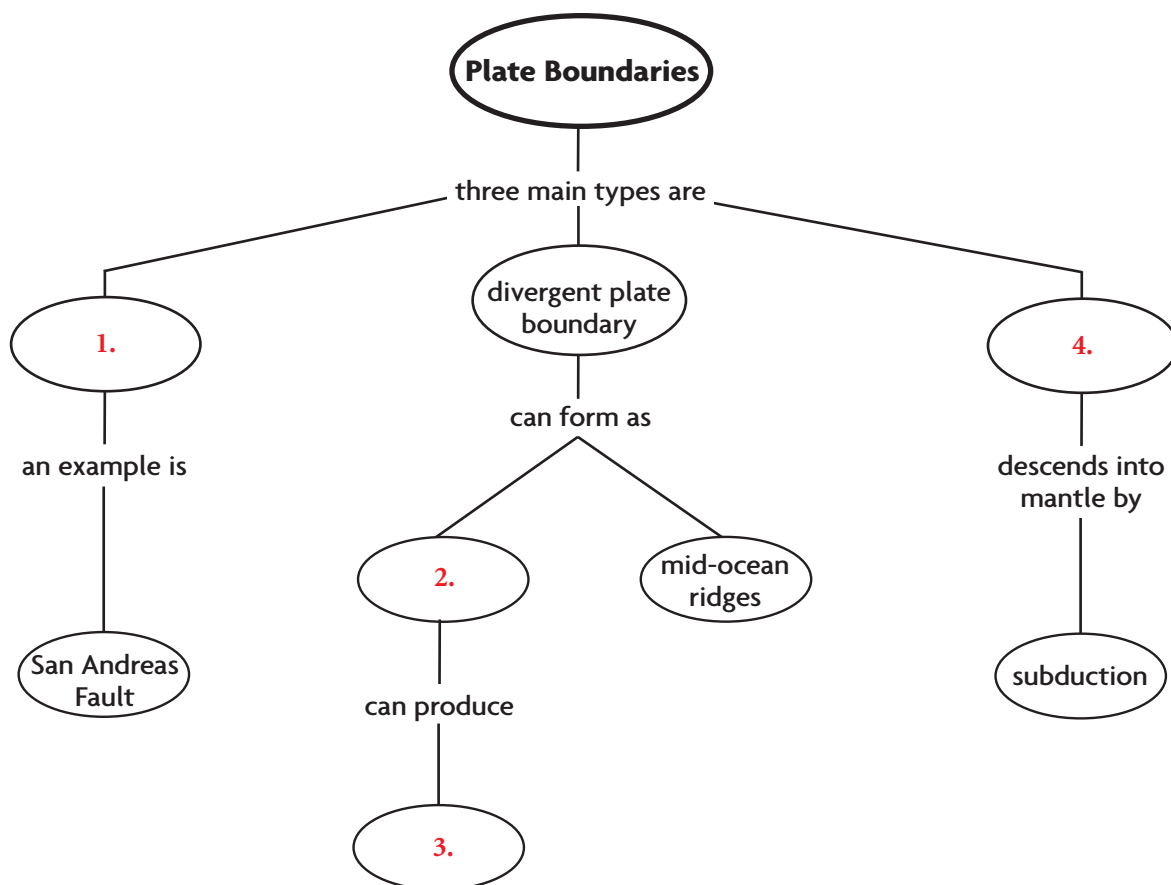 Plate Boundaries
three main types are
divergent plate
boundary
1.
4.
can form as
an example is
descends into
mantle by
2.
mid-ocean
ridges
San Andreas
Fault
subduction
can produce
3.